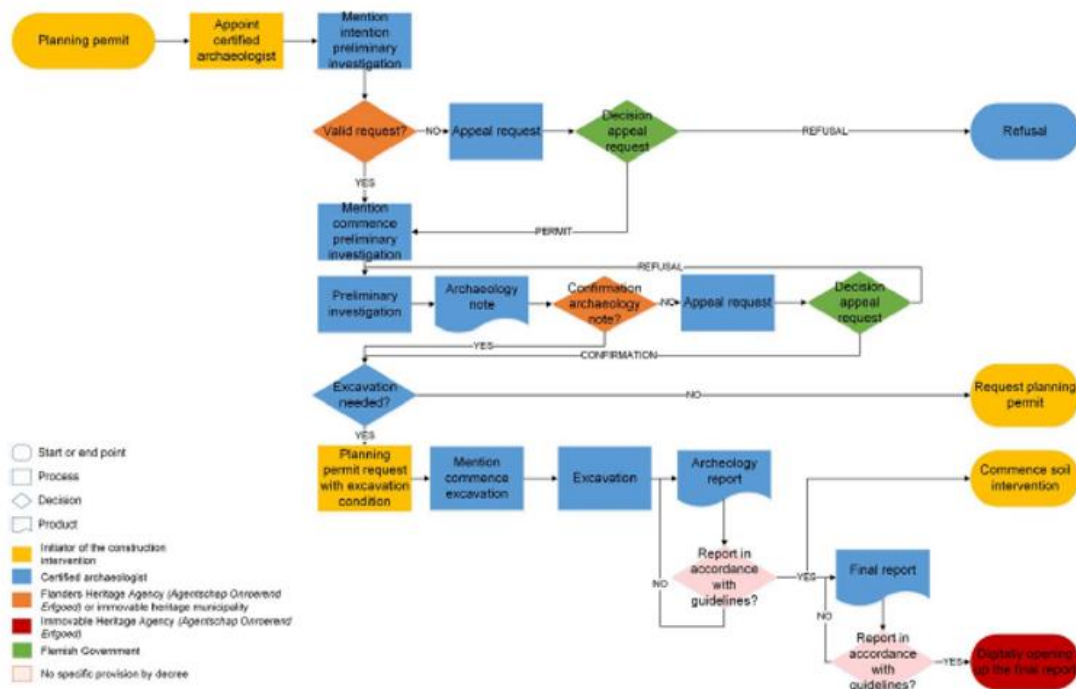 Planning permit
Appoint
certified
archaeologist
Mention
intention
preliminary
investigation
Valid request?
NO
Appeal request
Decision
appeal
request
REFUSAL
Refusal
YES
Mention
commence
preliminary
investigation
PERMIT
REFUSAL
Preliminary
investigation
Archaeology
note
Confirmation
archaeology
note?
NO
Appeal request
Decision
appeal
request
YES
CONFIRMATION
Excavation
needed?
NO
Request planning
permit
YES
Planning
permit request
with excavation
condition
Mention
commence
excavation
Excavation
Archeology
report
Commence soil
intervention
Report in
accordance
with
guidelines?
NO
YES
Final report
Report in
accordance
with
guidelines?
NO
YES
Digitally opening
up the final report
Start or end point
Process
Decision
Product
Initiator of the construction
intervention
Certified archaeologist
Flanders Heritage Agency (Agentschap Onroerend
Erfgoed) or immovable heritage municipality
Immovable Heritage Agency (Agentschap Onroerend
Erfgoed)
Flemish Government
No specific provision by decree